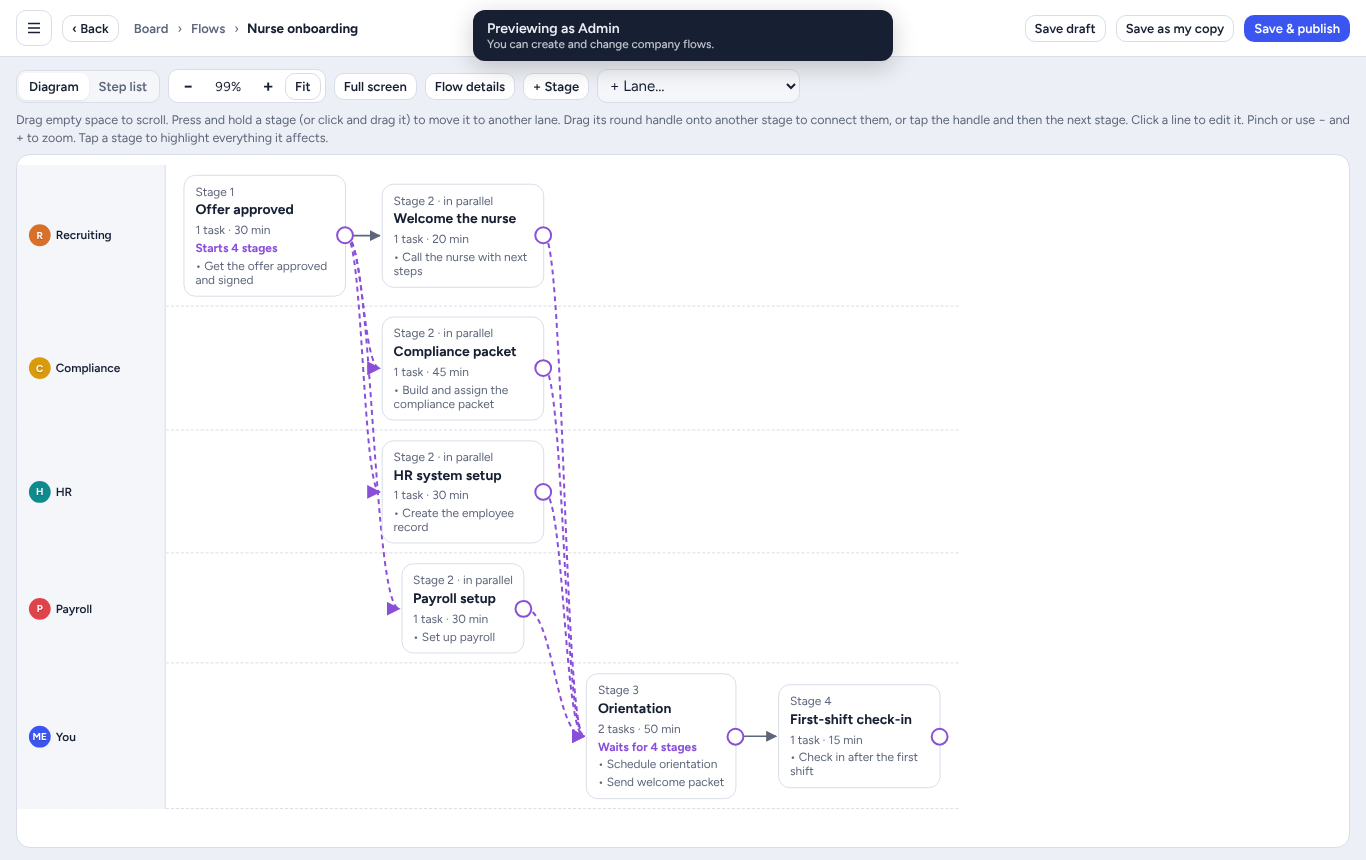 ☰
‹ Back
Board › Flows › Nurse onboarding
Previewing as Admin
You can create and change company flows.
Save draft
Save as my copy
Save & publish
Diagram
Step list
− 99% + Fit
Full screen
Flow details
+ Stage
+ Lane...
Drag empty space to scroll. Press and hold a stage (or click and drag it) to move it to another lane. Drag its round handle onto another stage to connect them, or tap the handle and then the next stage. Click a line to edit it. Pinch or use − and
+ to zoom. Tap a stage to highlight everything it affects.
R Recruiting
Stage 1
Offer approved
1 task · 30 min
Starts 4 stages
• Get the offer approved
and signed
Stage 2 · in parallel
Welcome the nurse
1 task · 20 min
• Call the nurse with next
steps
C Compliance
Stage 2 · in parallel
Compliance packet
1 task · 45 min
• Build and assign the
compliance packet
H HR
Stage 2 · in parallel
HR system setup
1 task · 30 min
• Create the employee
record
P Payroll
Stage 2 · in parallel
Payroll setup
1 task · 30 min
• Set up payroll
ME You
Stage 3
Orientation
2 tasks · 50 min
Waits for 4 stages
• Schedule orientation
• Send welcome packet
Stage 4
First-shift check-in
1 task · 15 min
• Check in after the first
shift